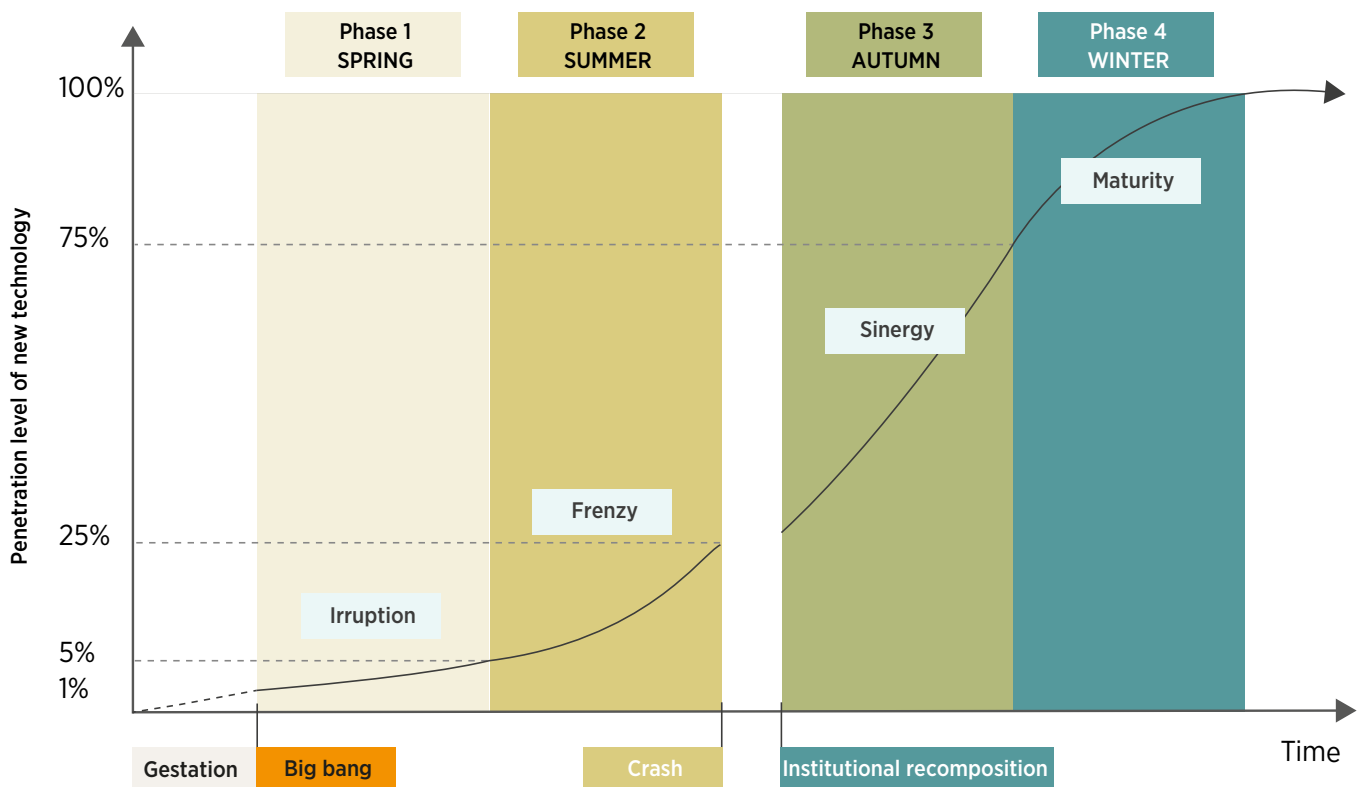 Phase 1
SPRING
Phase 2
SUMMER
Phase 3
AUTUMN
Phase 4
WINTER
100%
75%
25%
5%
1%
Penetration level of new technology
Maturity
Sinergy
Frenzy
Irruption
Gestation
Big bang
Crash
Institutional recomposition
Time